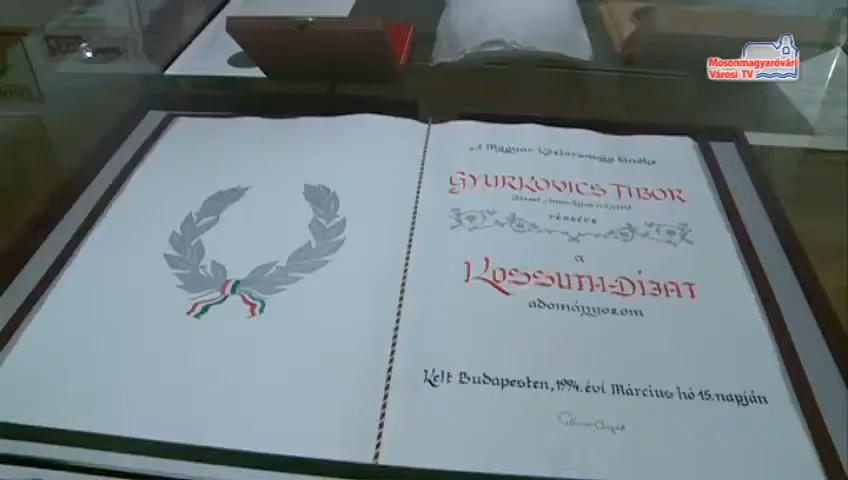 Mosonmagyaróvári
Városi TV
A Magyar Köztársaság Elnöke
GYURKOVICS TIBOR
részére
a
KOSSUTH-DÍJAT
adományozom
Kelt Budapesten, 1994. évi Március hó 15. napján